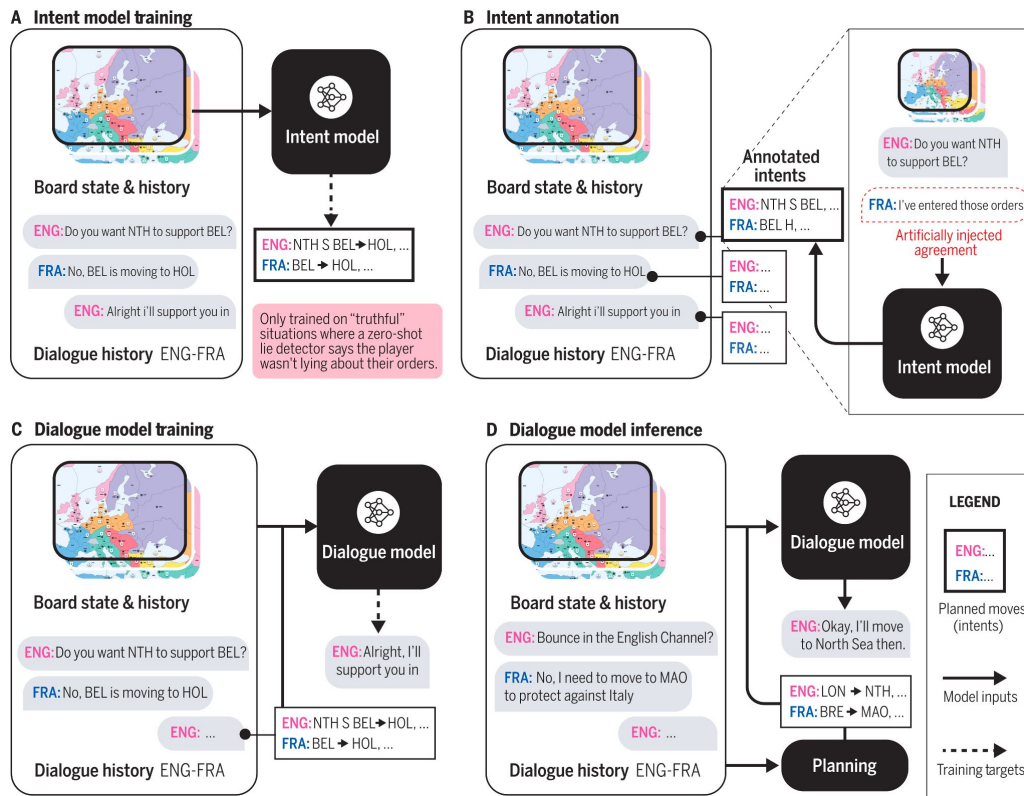 A Intent model training
Intent model
Board state & history
ENG: Do you want NTH to support BEL?
FRA: No, BEL is moving to HOL
ENG: Alright i'll support you in
Dialogue history ENG-FRA
ENG: NTH S BEL→HOL, ...
FRA: BEL → HOL, ...
Only trained on "truthful"
situations where a zero-shot
lie detector says the player
wasn't lying about their orders.
B Intent annotation
Board state & history
ENG: Do you want NTH to support BEL?
FRA: No, BEL is moving to HOL
ENG: Alright i'll support you in
Dialogue history ENG-FRA
Annotated
intents
ENG: NTH S BEL, ...
FRA: BEL H, ...
ENG: ...
FRA: ...
ENG: ...
FRA: ...
ENG: Do you want NTH
to support BEL?
FRA: I've entered those orders
Artificially injected
agreement
Intent model
C Dialogue model training
Dialogue model
Board state & history
ENG: Do you want NTH to support BEL?
FRA: No, BEL is moving to HOL
ENG: ...
Dialogue history ENG-FRA
ENG: Alright, I'll
support you in
ENG: NTH S BEL→HOL, ...
FRA: BEL → HOL, ...
D Dialogue model inference
Dialogue model
Board state & history
ENG: Bounce in the English Channel?
FRA: No, I need to move to MAO
to protect against Italy
ENG: ...
Dialogue history ENG-FRA
ENG: Okay, I'll move
to North Sea then.
ENG: LON → NTH, ...
FRA: BRE → MAO, ...
Planning
LEGEND
ENG:...
FRA:...
Planned moves
(intents)
Model inputs
Training targets